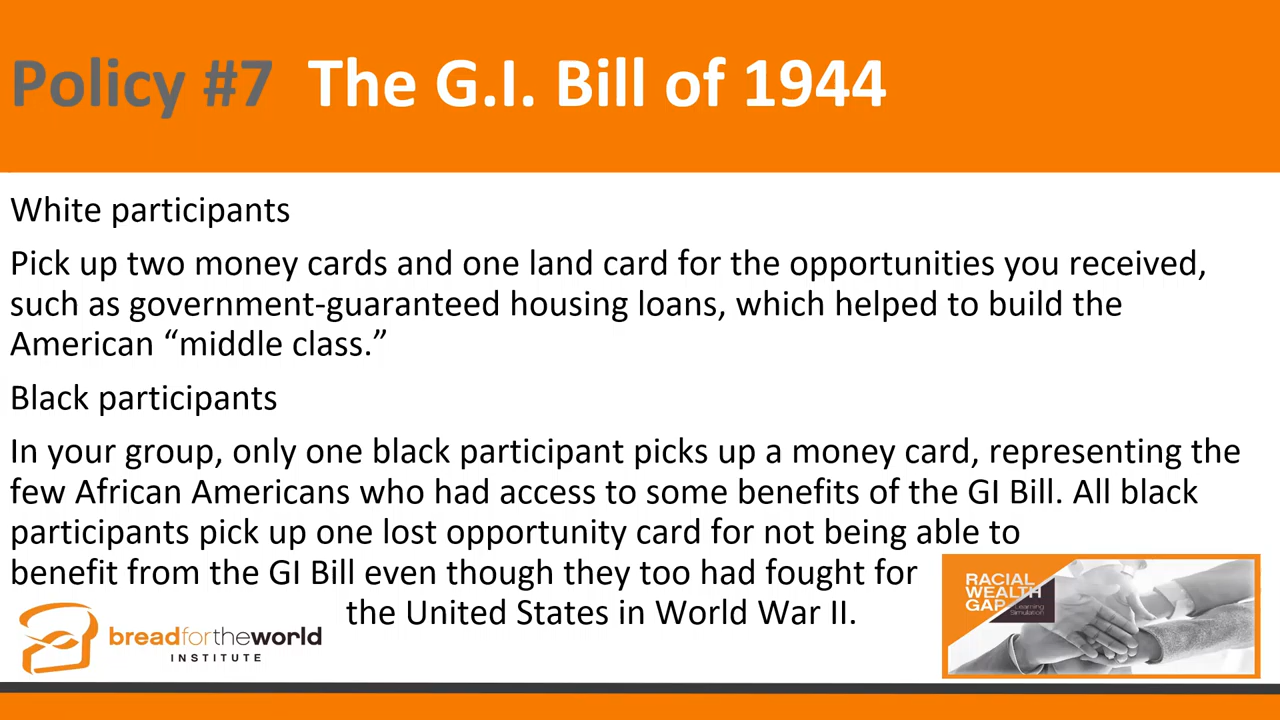 Policy #7 The G.I. Bill of 1944
White participants
Pick up two money cards and one land card for the opportunities you received,
such as government-guaranteed housing loans, which helped to build the
American “middle class.”
Black participants
In your group, only one black participant picks up a money card, representing the
few African Americans who had access to some benefits of the GI Bill. All black
participants pick up one lost opportunity card for not being able to
benefit from the GI Bill even though they too had fought for
the United States in World War II.
breadfortheworld
INSTITUTE
RACIAL
WEALTH
GAP Learning
Simulation